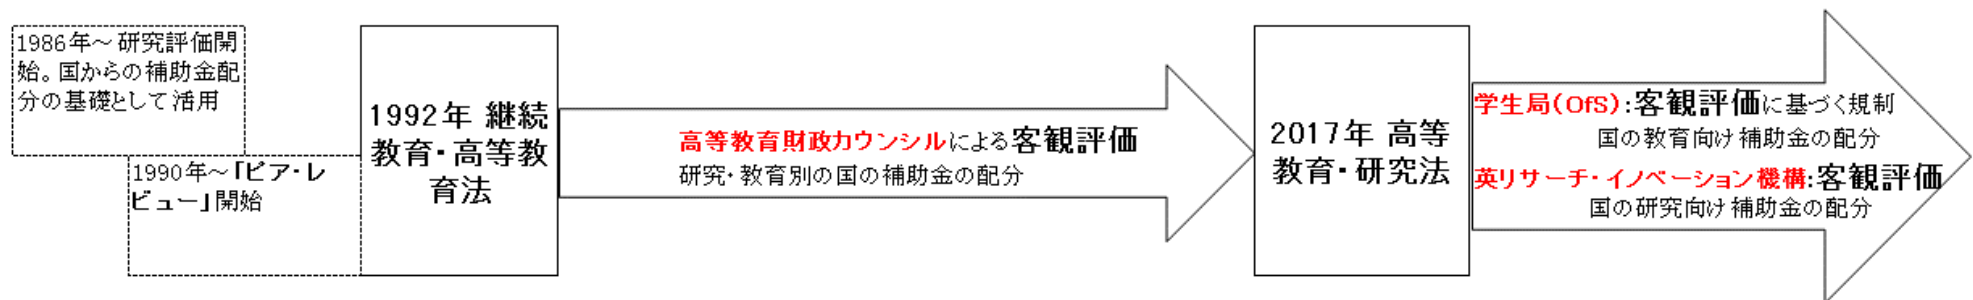 1986年～研究評価開
始。国からの補助金配
分の基礎として活用
1990年～「ピア・レ
ビュー」開始
1992年 継続
教育・高等教
育法
高等教育財政カウンシルによる客観評価
研究・教育別の国の補助金の配分
2017年 高等
教育・研究法
学生局(OfS):客観評価に基づく規制
国の教育向け補助金の配分
英リサーチ・イノベーション機構:客観評価
国の研究向け補助金の配分